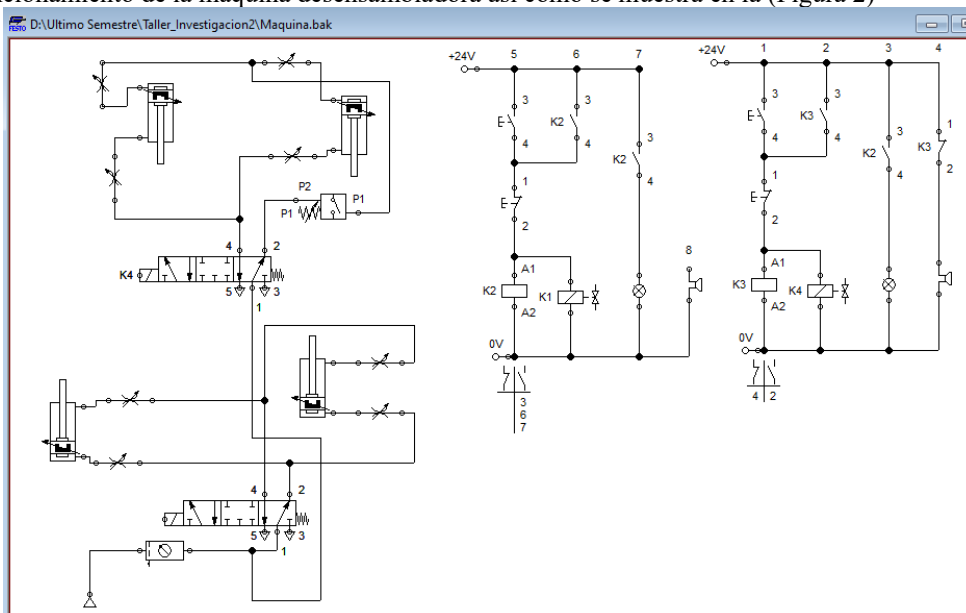 cionamiento de la maquina desensambladora así como se muestra en la (Figura 2)
FESTO D:\Ultimo Semestre\Taller_Investigacion2\Maquina.bak
+24V 5 6 7
+24V 1 2 3 4
3 3
K2
4 4
3
K2
4
1
2
A1
K2
A2
K1
8
0V
3
6
7
3 3
K3
4 4
3
K2
4
1
K3
2
1
2
A1
K3
A2
K4
0V
4 2
P2
P1 P1
4 2
K4
5 3
1
4 2
5 3
1